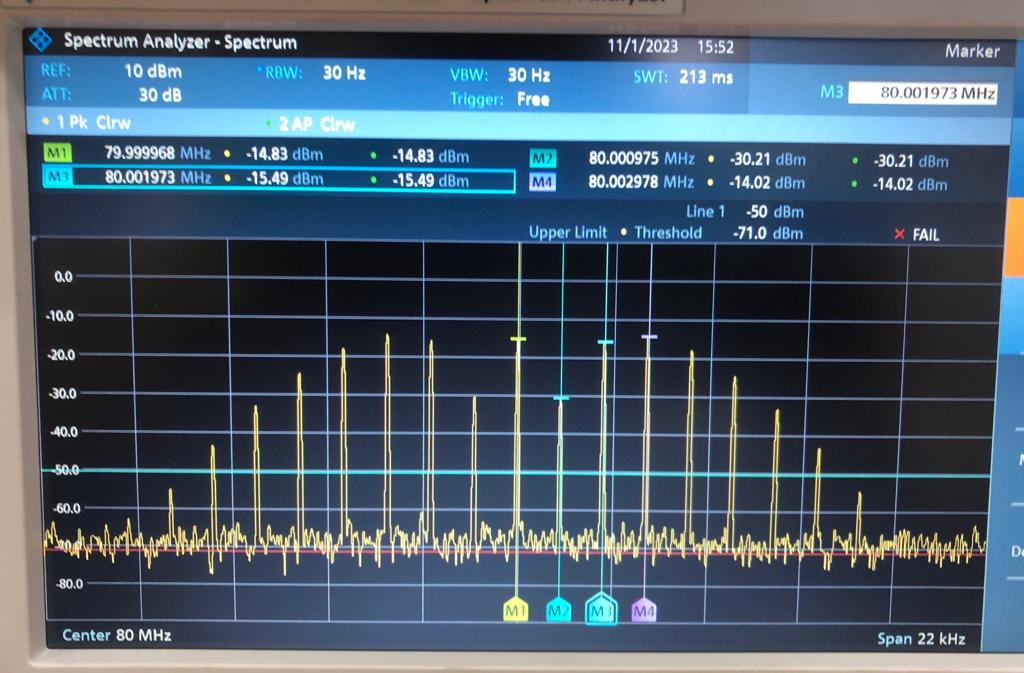 Spectrum Analyzer - Spectrum 11/1/2023 15:52 Marker
REF: 10 dBm RBW: 30 Hz VBW: 30 Hz SWT: 213 ms
ATT: 30 dB Trigger: Free M3 80.001973 MHz
1 Pk Clrw 2 AP Clrw
M1 79.999968 MHz -14.83 dBm -14.83 dBm M2 80.000975 MHz -30.21 dBm -30.21 dBm
M3 80.001973 MHz -15.49 dBm -15.49 dBm M4 80.002978 MHz -14.02 dBm -14.02 dBm
Line 1 -50 dBm
Upper Limit Threshold -71.0 dBm FAIL
0.0
-10.0
-20.0
-30.0
-40.0
-50.0
-60.0
-70.0
-80.0
M1 M2 M3 M4
Center 80 MHz Span 22 kHz